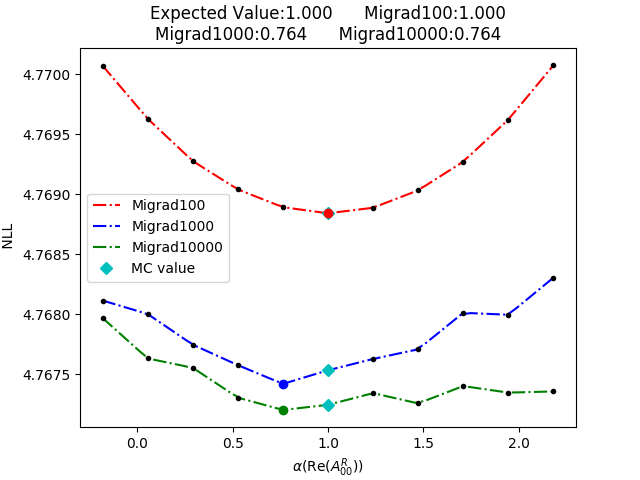 Expected Value:1.000 Migrad100:1.000
Migrad1000:0.764 Migrad10000:0.764
4.7700
4.7695
4.7690
4.7685
4.7680
4.7675
NLL
Migrad100
Migrad1000
Migrad10000
MC value
0.0 0.5 1.0 1.5 2.0
α(Re(A^R_00))